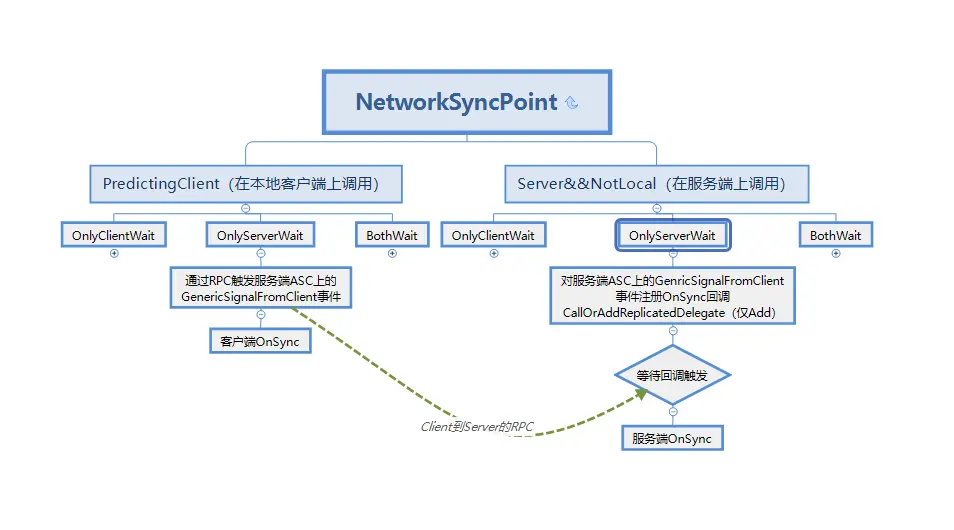 NetworkSyncPoint
PredictingClient（在本地客户端上调用）
Server&&NotLocal（在服务端上调用）
OnlyClientWait
OnlyServerWait
BothWait
OnlyClientWait
OnlyServerWait
BothWait
通过RPC触发服务端ASC上的
GenericSignalFromClient事件
对服务端ASC上的GenricSignalFromClient
事件注册OnSync回调
CallOrAddReplicatedDelegate（仅Add）
客户端OnSync
等待回调触发
Client到Server的RPC
服务端OnSync